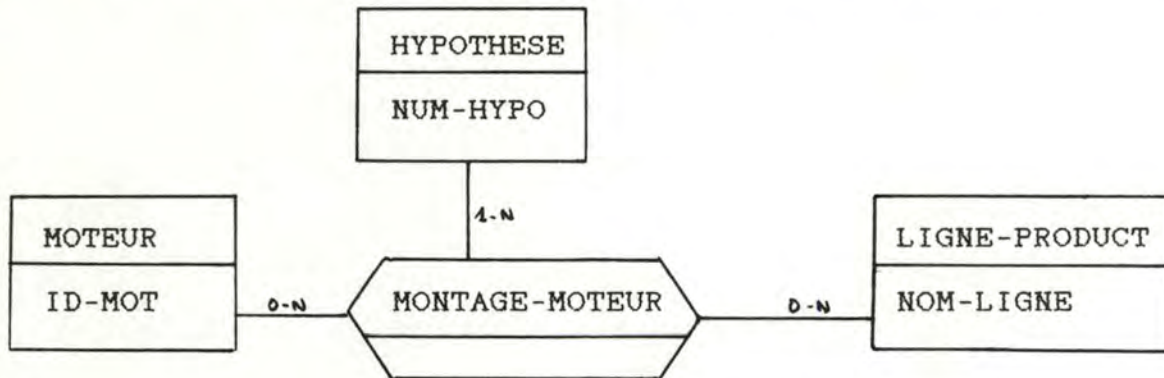 HYPOTHESE
NUM-HYPO
1-N
MOTEUR
ID-MOT
0-N
MONTAGE-MOTEUR
0-N
LIGNE-PRODUCT
NOM-LIGNE